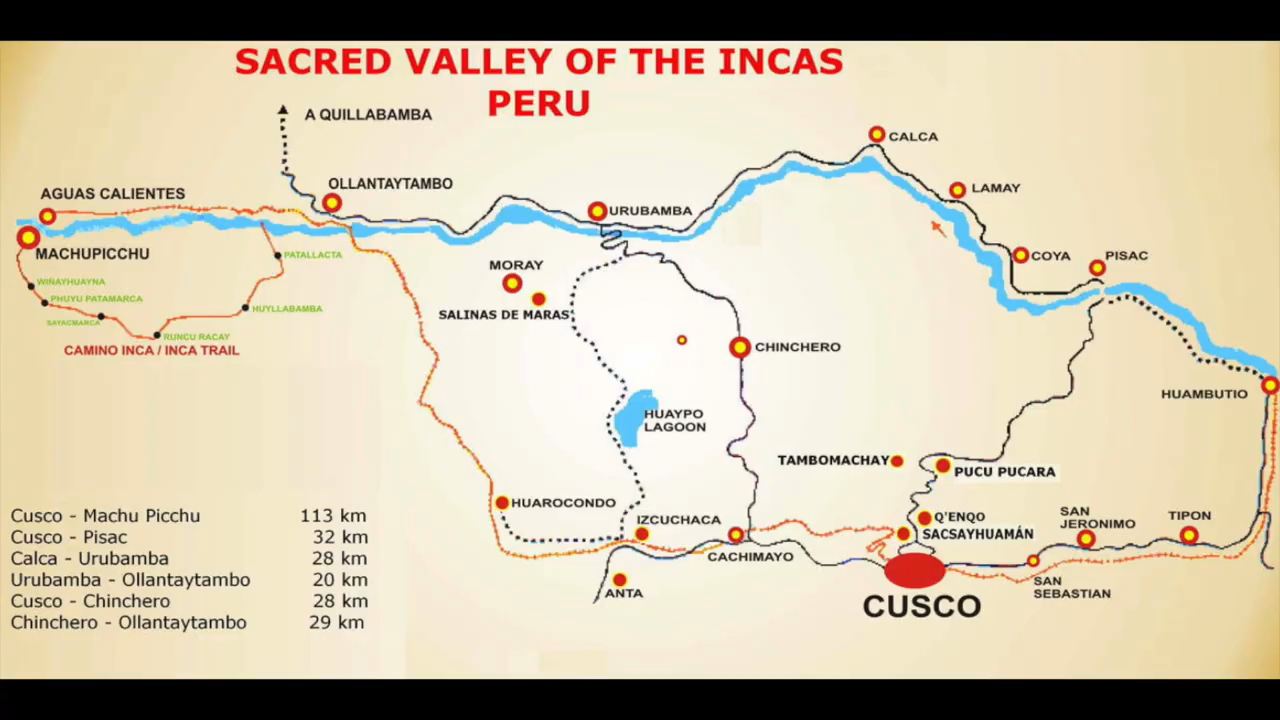 SACRED VALLEY OF THE INCAS
PERU
A QUILLABAMBA
CALCA
AGUAS CALIENTES
OLLANTAYTAMBO
LAMAY
URUBAMBA
MACHUPICCHU
PATALLACTA
COYA
PISAC
MORAY
WIÑAYHUAYNA
PHUYU PATAMARCA
HUYLLABAMBA
SALINAS DE MARAS
SAYACMARCA
RUNCU RACAY
CAMINO INCA / INCA TRAIL
CHINCHERO
HUAMBUTIO
HUAYPO
LAGOON
TAMBOMACHAY
PUCU PUCARA
HUAROCONDO
IZCUCHACA
Q'ENQO
SACSAYHUAMÁN
SAN
JERONIMO
TIPON
CACHIMAYO
ANTA
SAN
SEBASTIAN
CUSCO
Cusco - Machu Picchu 113 km
Cusco - Pisac 32 km
Calca - Urubamba 28 km
Urubamba - Ollantaytambo 20 km
Cusco - Chinchero 28 km
Chinchero - Ollantaytambo 29 km